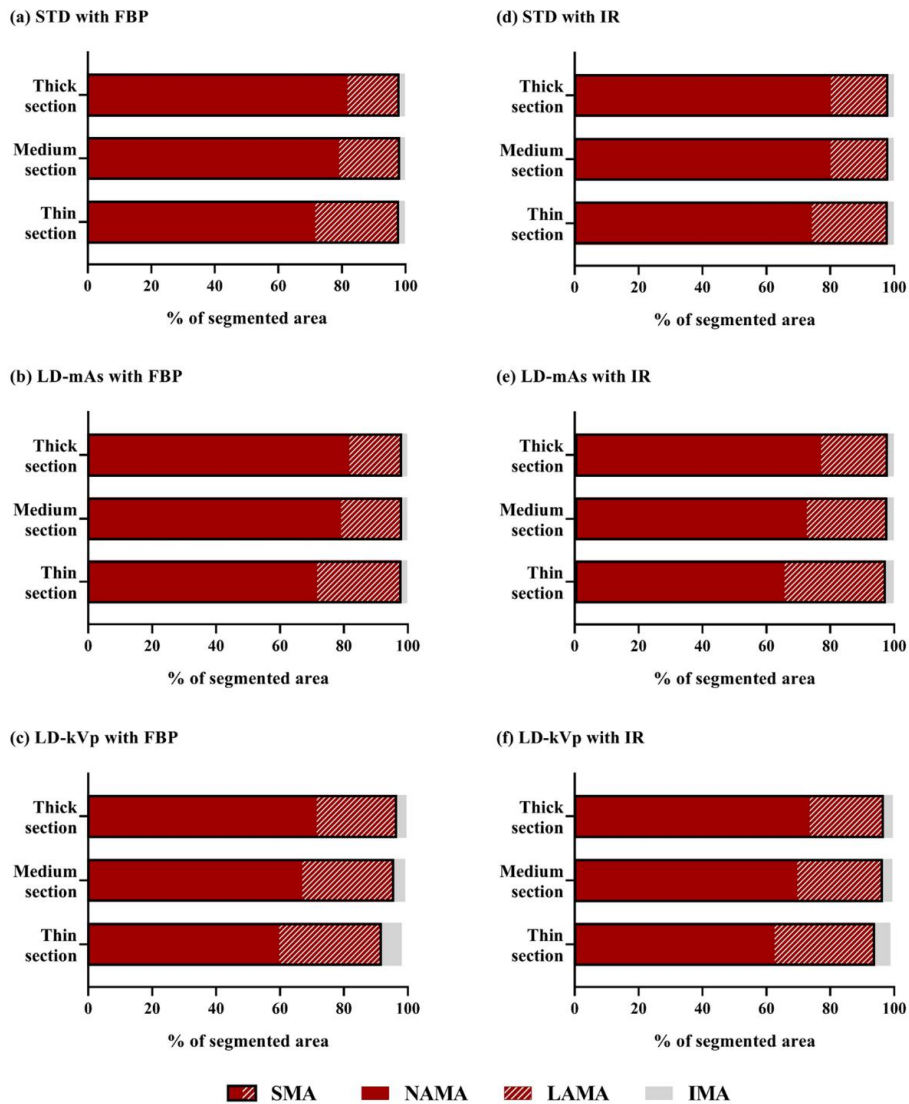 (a) STD with FBP
Thick
section
Medium
section
Thin
section
0 20 40 60 80 100
% of segmented area
(d) STD with IR
Thick
section
Medium
section
Thin
section
0 20 40 60 80 100
% of segmented area
(b) LD-mAs with FBP
Thick
section
Medium
section
Thin
section
0 20 40 60 80 100
% of segmented area
(e) LD-mAs with IR
Thick
section
Medium
section
Thin
section
0 20 40 60 80 100
% of segmented area
(c) LD-kVp with FBP
Thick
section
Medium
section
Thin
section
0 20 40 60 80 100
% of segmented area
(f) LD-kVp with IR
Thick
section
Medium
section
Thin
section
0 20 40 60 80 100
% of segmented area
SMA NAMA LAMA IMA